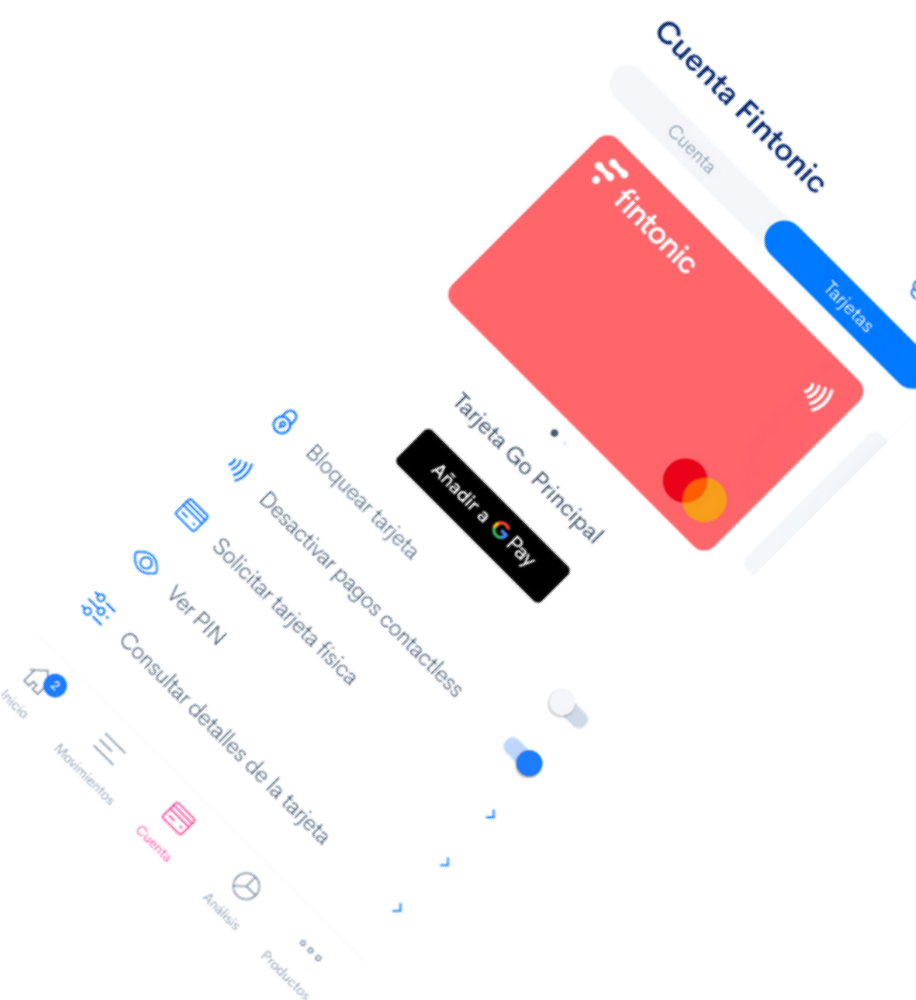 Cuenta Fintonic
Cuenta
Tarjetas
fintonic
Tarjeta Go Principal
Añadir a G Pay
Bloquear tarjeta
Desactivar pagos contactless
Solicitar tarjeta física
Ver PIN
Consultar detalles de la tarjeta
2
Inicio
Movimientos
Cuenta
Análisis
Productos